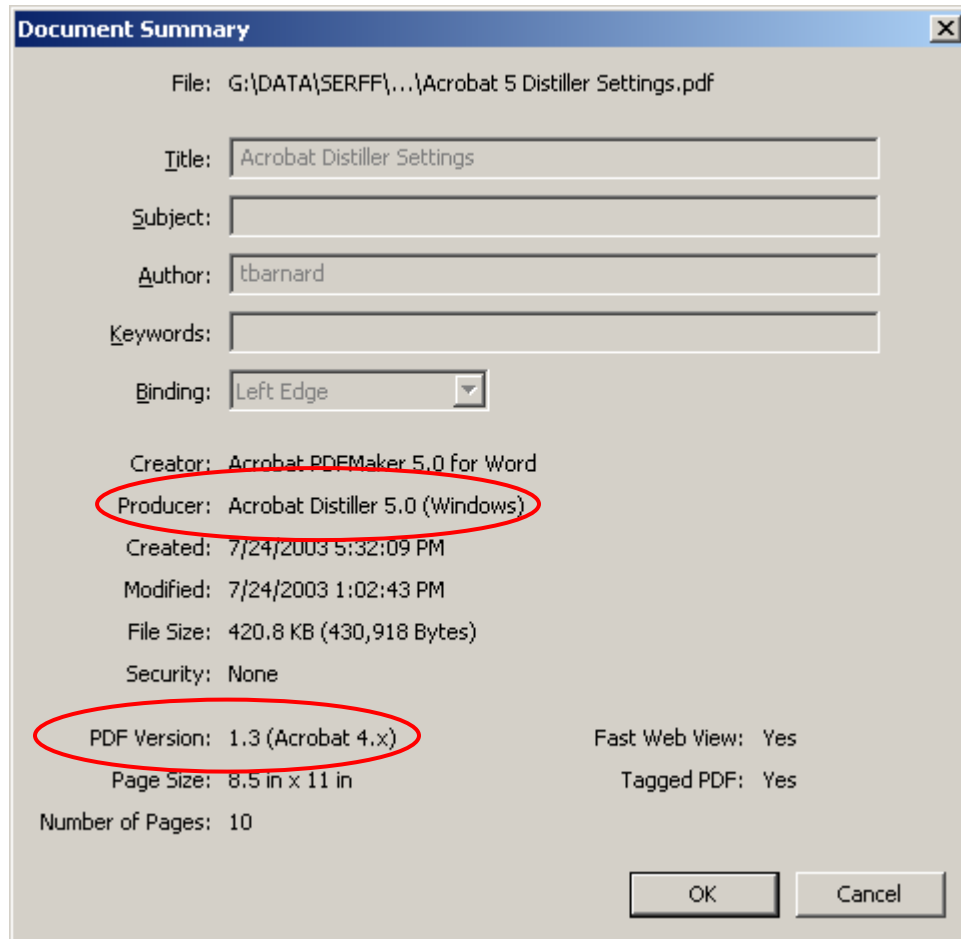 Document Summary
File: G:\DATA\SERFF\...\Acrobat 5 Distiller Settings.pdf
Title: Acrobat Distiller Settings
Subject:
Author: tbarnard
Keywords:
Binding: Left Edge
Creator: Acrobat PDFMaker 5.0 for Word
Producer: Acrobat Distiller 5.0 (Windows)
Created: 7/24/2003 5:32:09 PM
Modified: 7/24/2003 1:02:43 PM
File Size: 420.8 KB (430,918 Bytes)
Security: None
PDF Version: 1.3 (Acrobat 4.x) Fast Web View: Yes
Page Size: 8.5 in x 11 in Tagged PDF: Yes
Number of Pages: 10
OK Cancel